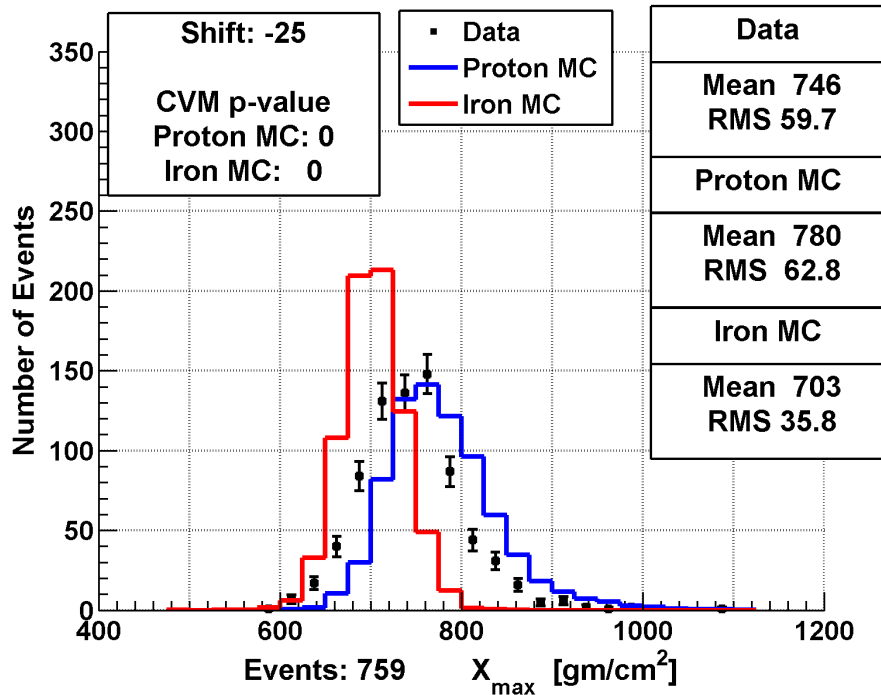 Shift: -25
CVM p-value
Proton MC: 0
Iron MC: 0
Data
Proton MC
Iron MC
Data
Mean 746
RMS 59.7
Proton MC
Mean 780
RMS 62.8
Iron MC
Mean 703
RMS 35.8
Number of Events
350
300
250
200
150
100
50
0
400
600
800
1000
1200
Events: 759
X_max [gm/cm²]